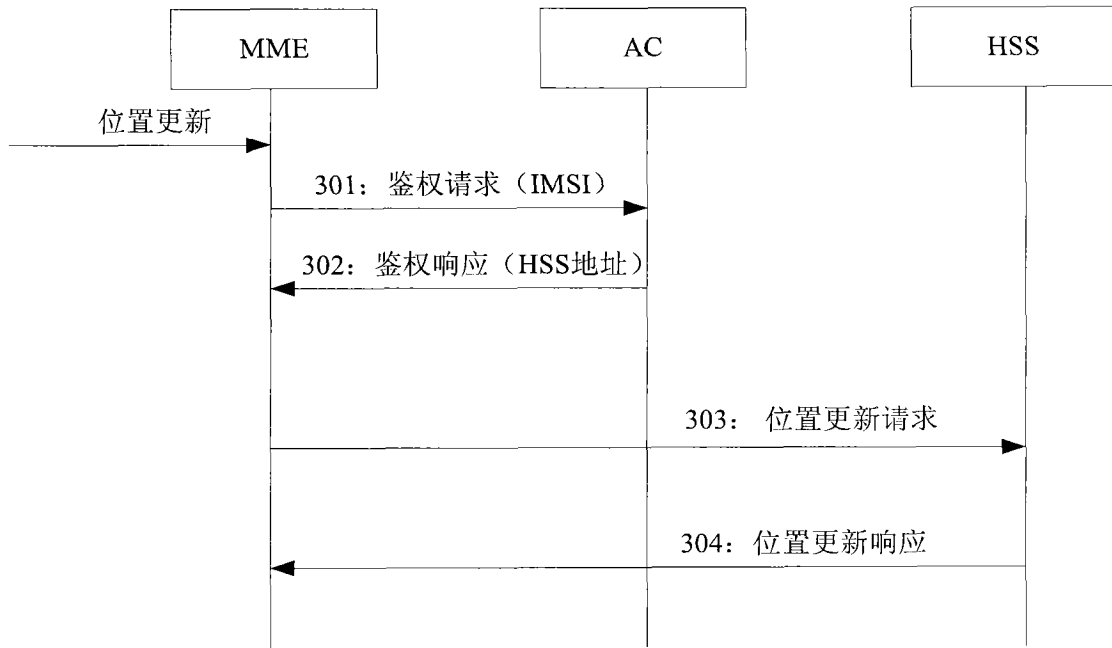 MME
AC
HSS
位置更新
301：鉴权请求（IMSI）
302：鉴权响应（HSS地址）
303： 位置更新请求
304：位置更新响应